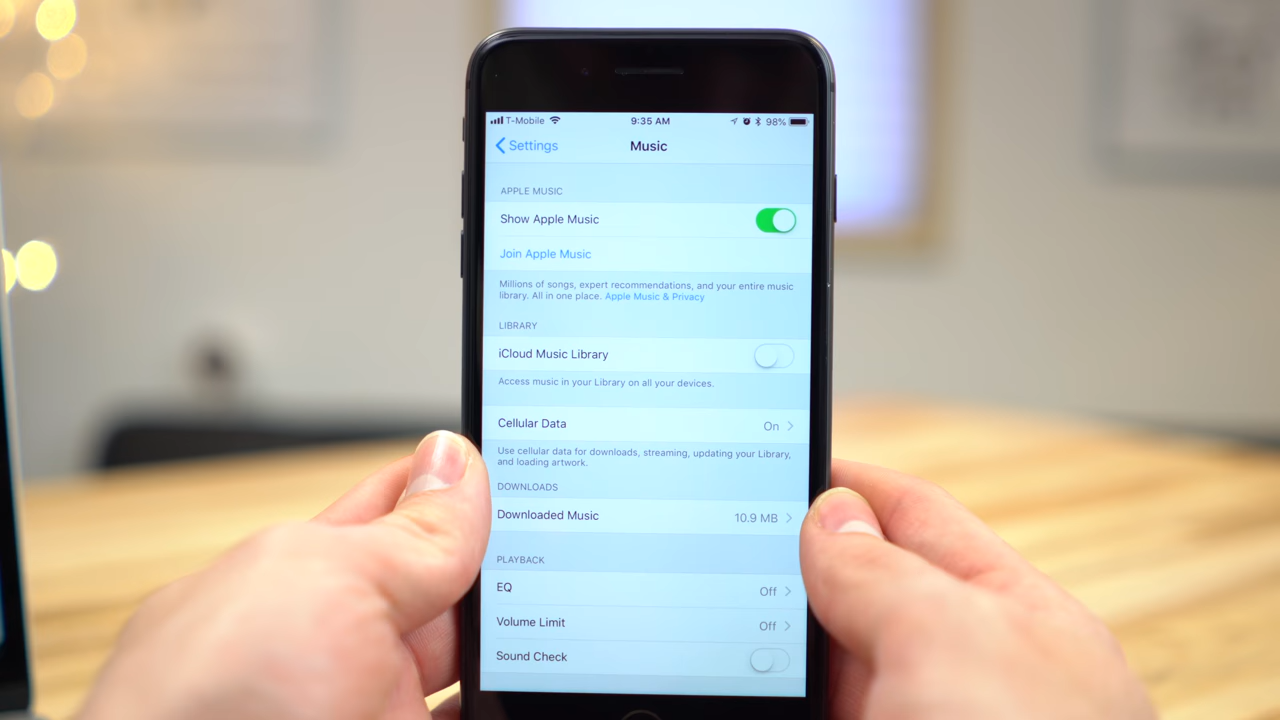 T-Mobile 9:35 AM 98%
Settings Music
APPLE MUSIC
Show Apple Music
Join Apple Music
Millions of songs, expert recommendations, and your entire music
library. All in one place. Apple Music & Privacy
LIBRARY
iCloud Music Library
Access music in your Library on all your devices.
Cellular Data On
Use cellular data for downloads, streaming, updating your Library,
and loading artwork.
DOWNLOADS
Downloaded Music 10.9 MB
PLAYBACK
EQ Off
Volume Limit Off
Sound Check